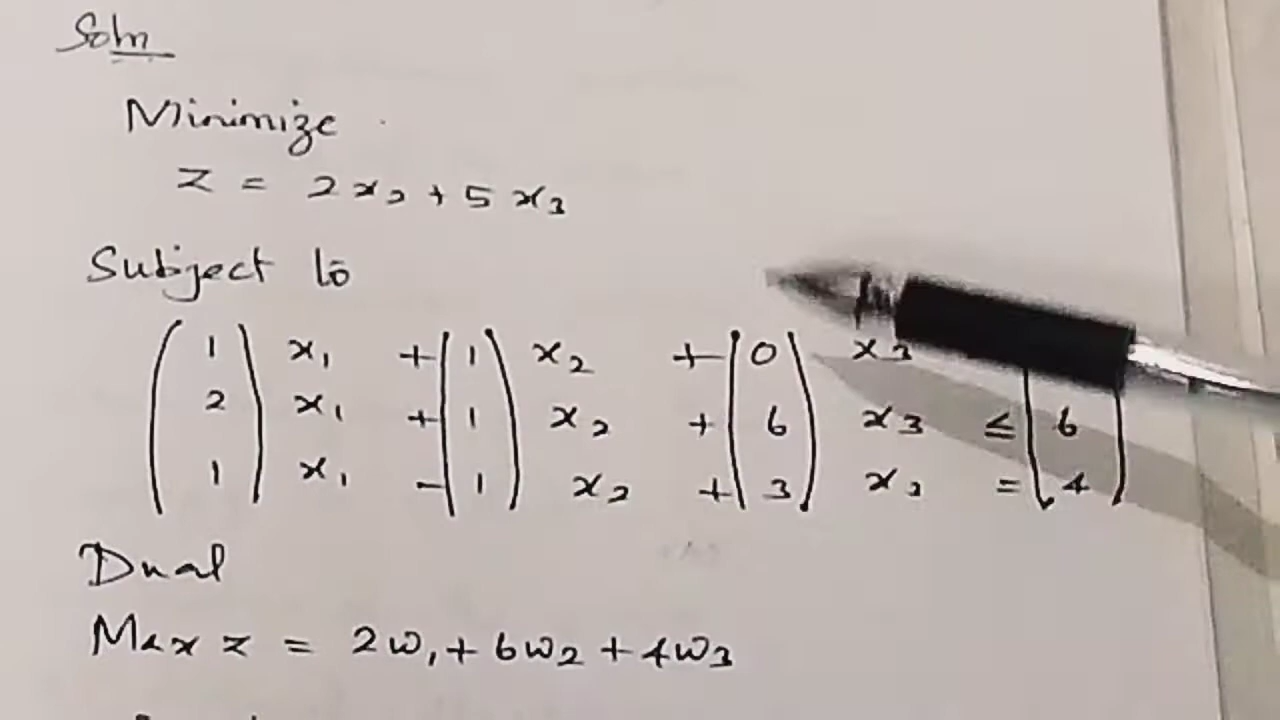 Soln
Minimize
Z = 2x2 + 5x3
Subject to
(1) x1 + (1) x2 + (0) x3
(2) x1 + (1) x2 + (6) x3 ≤ (6)
(1) x1 - (1) x2 + (3) x3 = (4)
Dual
Max z = 2w1 + 6w2 + 4w3